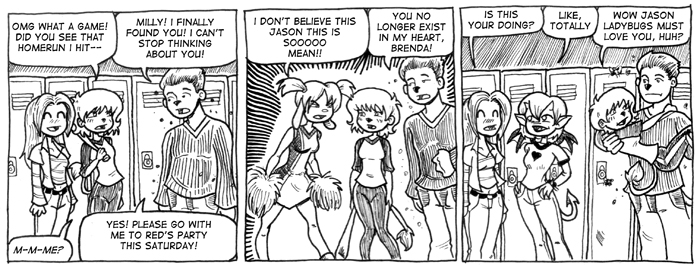 OMG WHAT A GAME!
DID YOU SEE THAT
HOMERUN I HIT--
MILLY! I FINALLY
FOUND YOU! I CAN'T
STOP THINKING
ABOUT YOU!
M-M-ME?
YES! PLEASE GO WITH
ME TO RED'S PARTY
THIS SATURDAY!
I DON'T BELIEVE THIS
JASON THIS IS
SOOOOO
MEAN!!
YOU NO
LONGER EXIST
IN MY HEART,
BRENDA!
IS THIS
YOUR DOING?
LIKE,
TOTALLY
WOW JASON
LADYBUGS MUST
LOVE YOU, HUH?